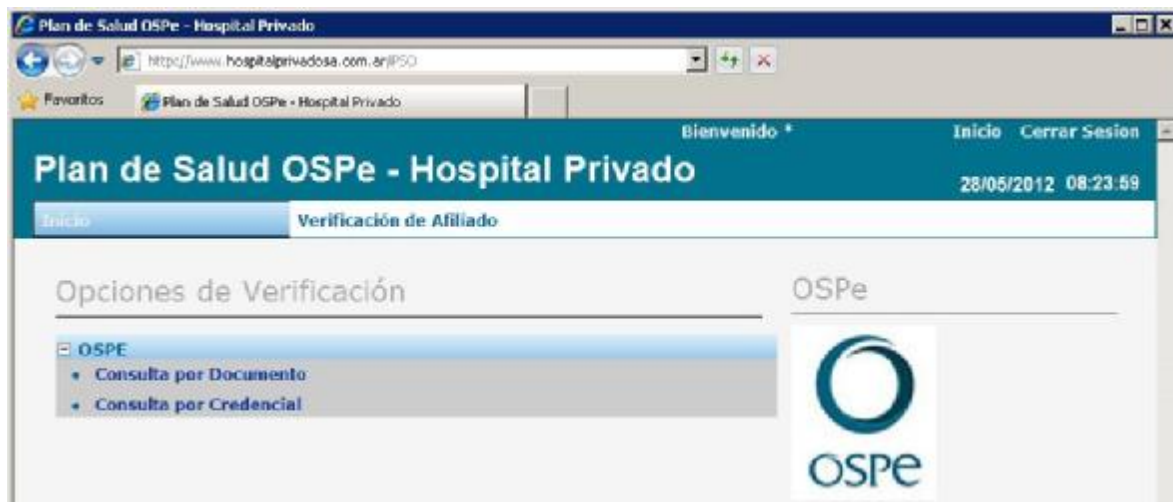 Plan de Salud OSPe - Hospital Privado
http://www.hospitalprivadosa.com.ar/PSO
Favoritos Plan de Salud OSPe - Hospital Privado
Bienvenido * Inicio Cerrar Sesion
Plan de Salud OSPe - Hospital Privado
28/05/2012 08:23:59
Inicio Verificación de Afiliado
Opciones de Verificación
OSPe
OSPE
Consulta por Documento
Consulta por Credencial
OSPe